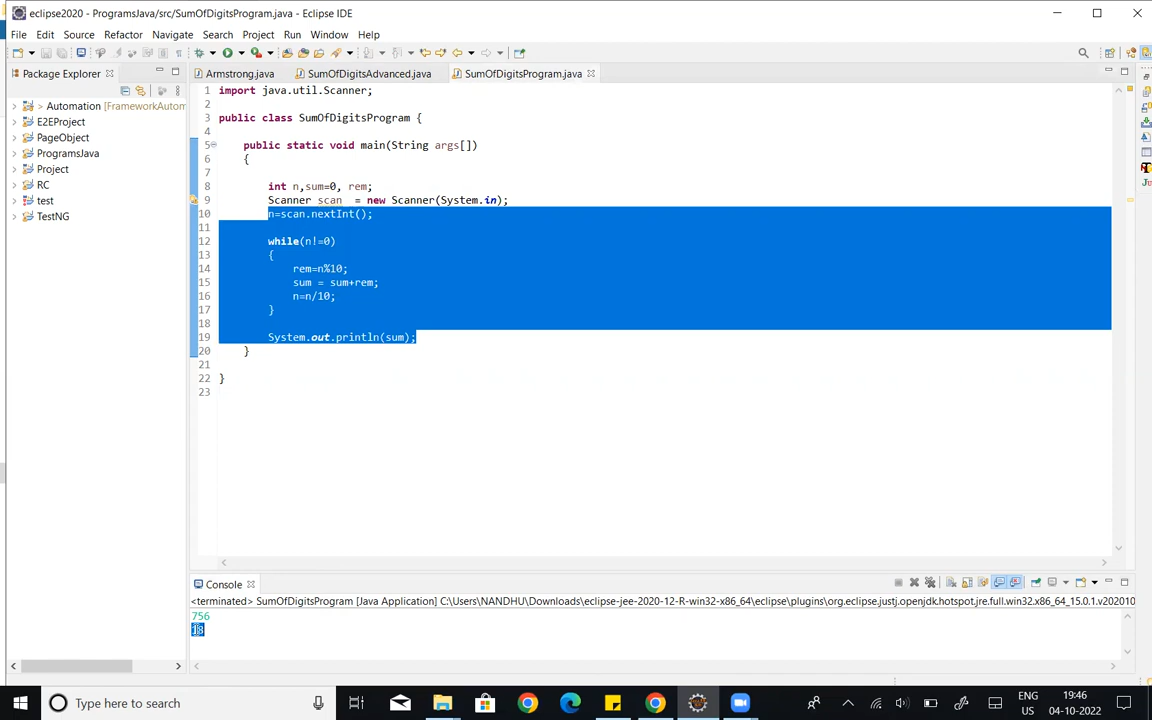 eclipse2020 - ProgramsJava/src/SumOfDigitsProgram.java - Eclipse IDE
File Edit Source Refactor Navigate Search Project Run Window Help
Package Explorer
Armstrong.java
SumOfDigitsAdvanced.java
SumOfDigitsProgram.java
> Automation [FrameworkAutom
E2EProject
PageObject
ProgramsJava
Project
RC
test
TestNG
1 import java.util.Scanner;
2
3 public class SumOfDigitsProgram {
4
5 public static void main(String args[])
6 {
7
8 int n,sum=0, rem;
9 Scanner scan  = new Scanner(System.in);
10 n=scan.nextInt();
11
12 while(n!=0)
13 {
14 rem=n%10;
15 sum = sum+rem;
16 n=n/10;
17 }
18
19 System.out.println(sum);
20 }
21
22 }
23
Console
<terminated> SumOfDigitsProgram [Java Application] C:\Users\NANDHU\Downloads\eclipse-jee-2020-12-R-win32-x86_64\eclipse\plugins\org.eclipse.justj.openjdk.hotspot.jre.full.win32.x86_64_15.0.1.v202010
756
18
Type here to search
ENG
US
19:46
04-10-2022